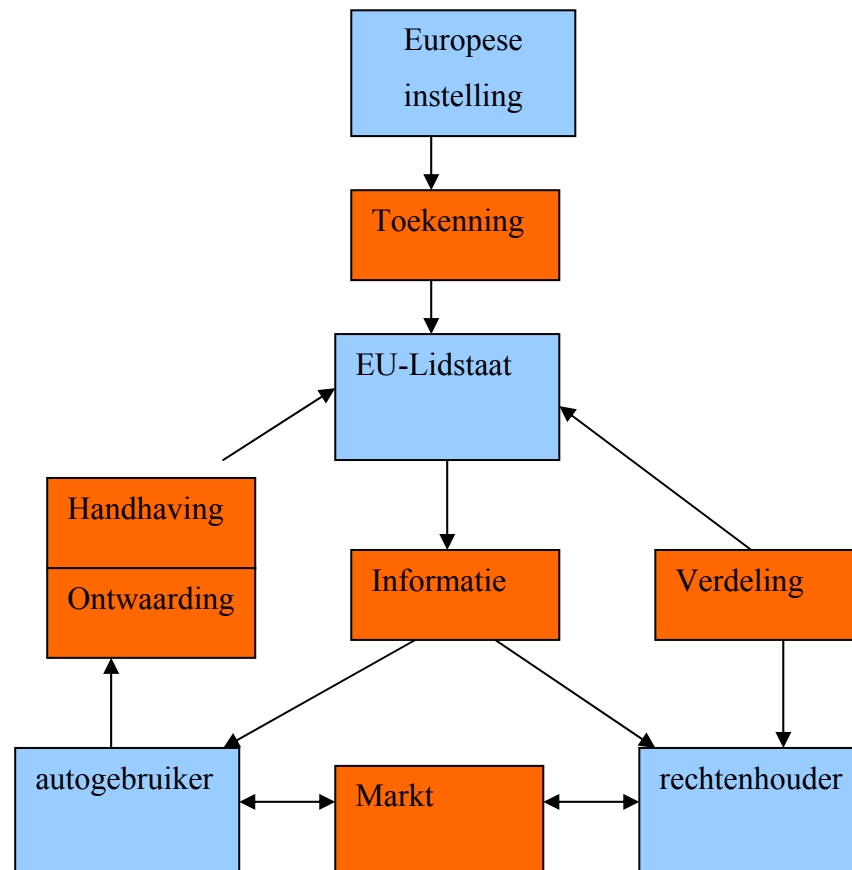 Europese
instelling
Toekenning
EU-Lidstaat
Handhaving
Ontwaarding
Informatie
Verdeling
autogebruiker
Markt
rechtenhouder